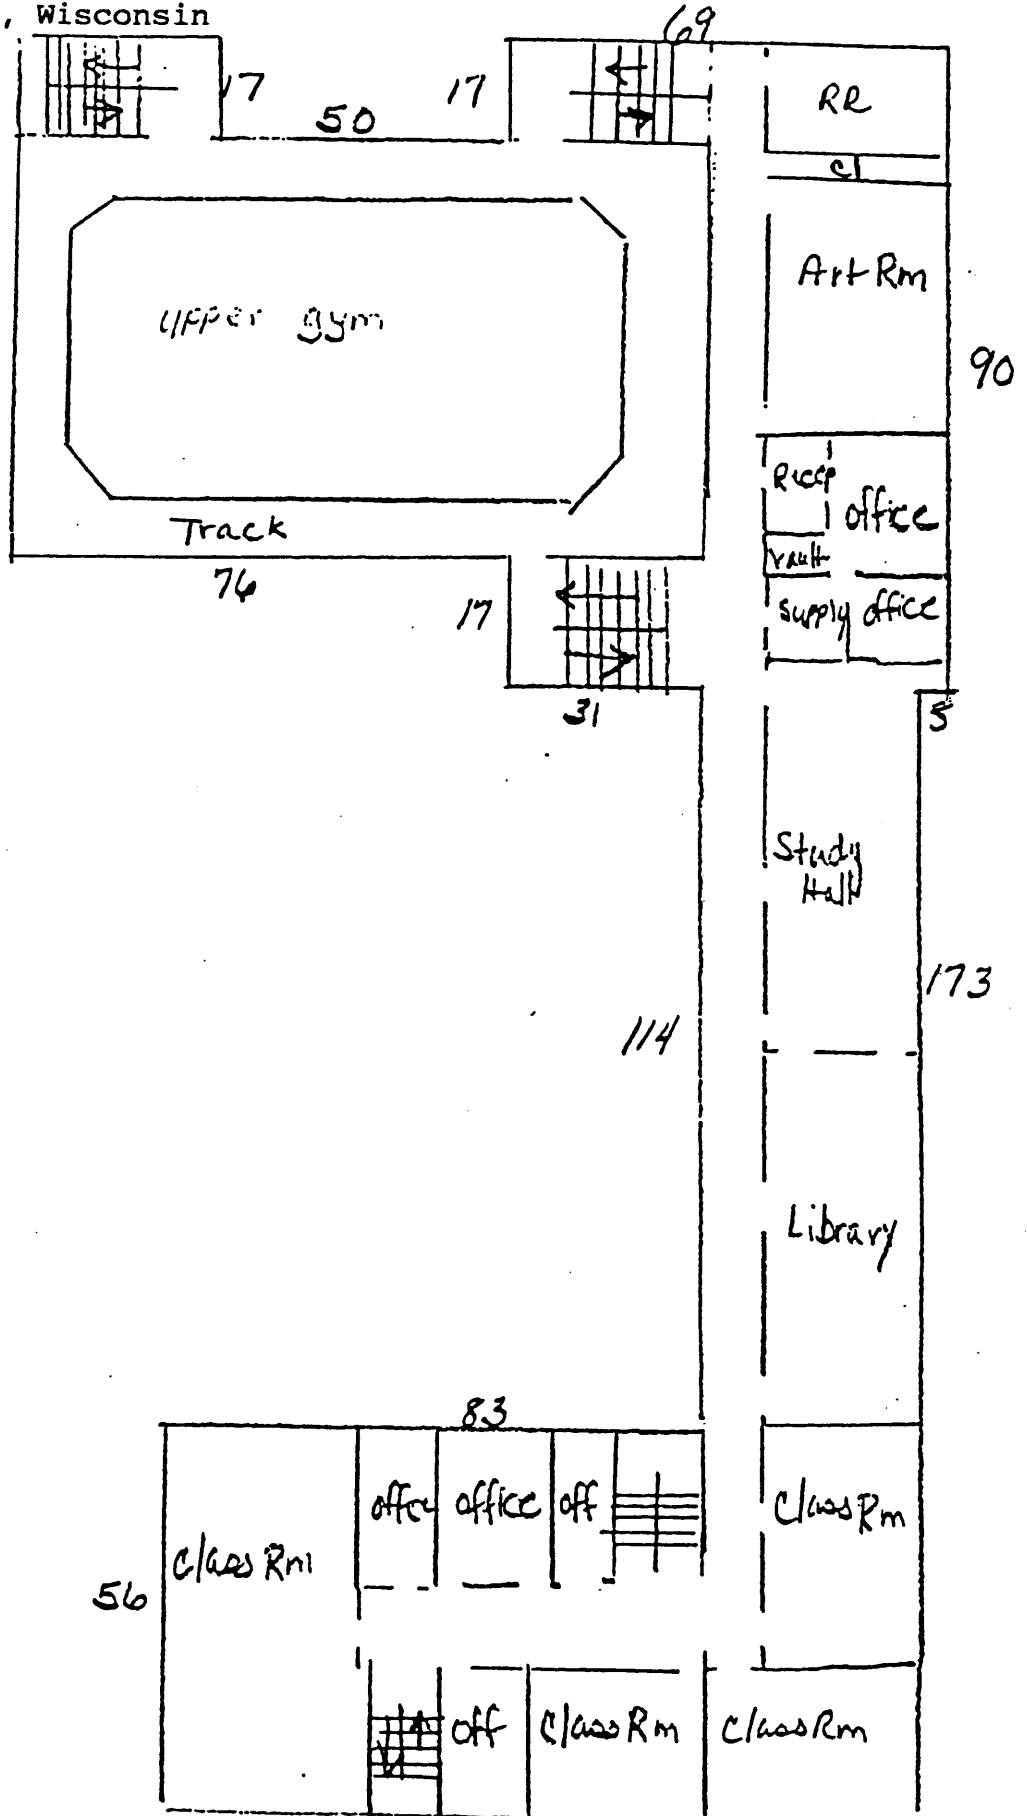 , Wisconsin
69
17
17
50
RR
Cl
Art Rm
upper gym
90
Recep
office
Track
vault
76
17
supply
office
31
5
Study
Hall
173
114
Library
83
office
office
off
Class Rm
Class Rm
56
off
Class Rm
Class Rm